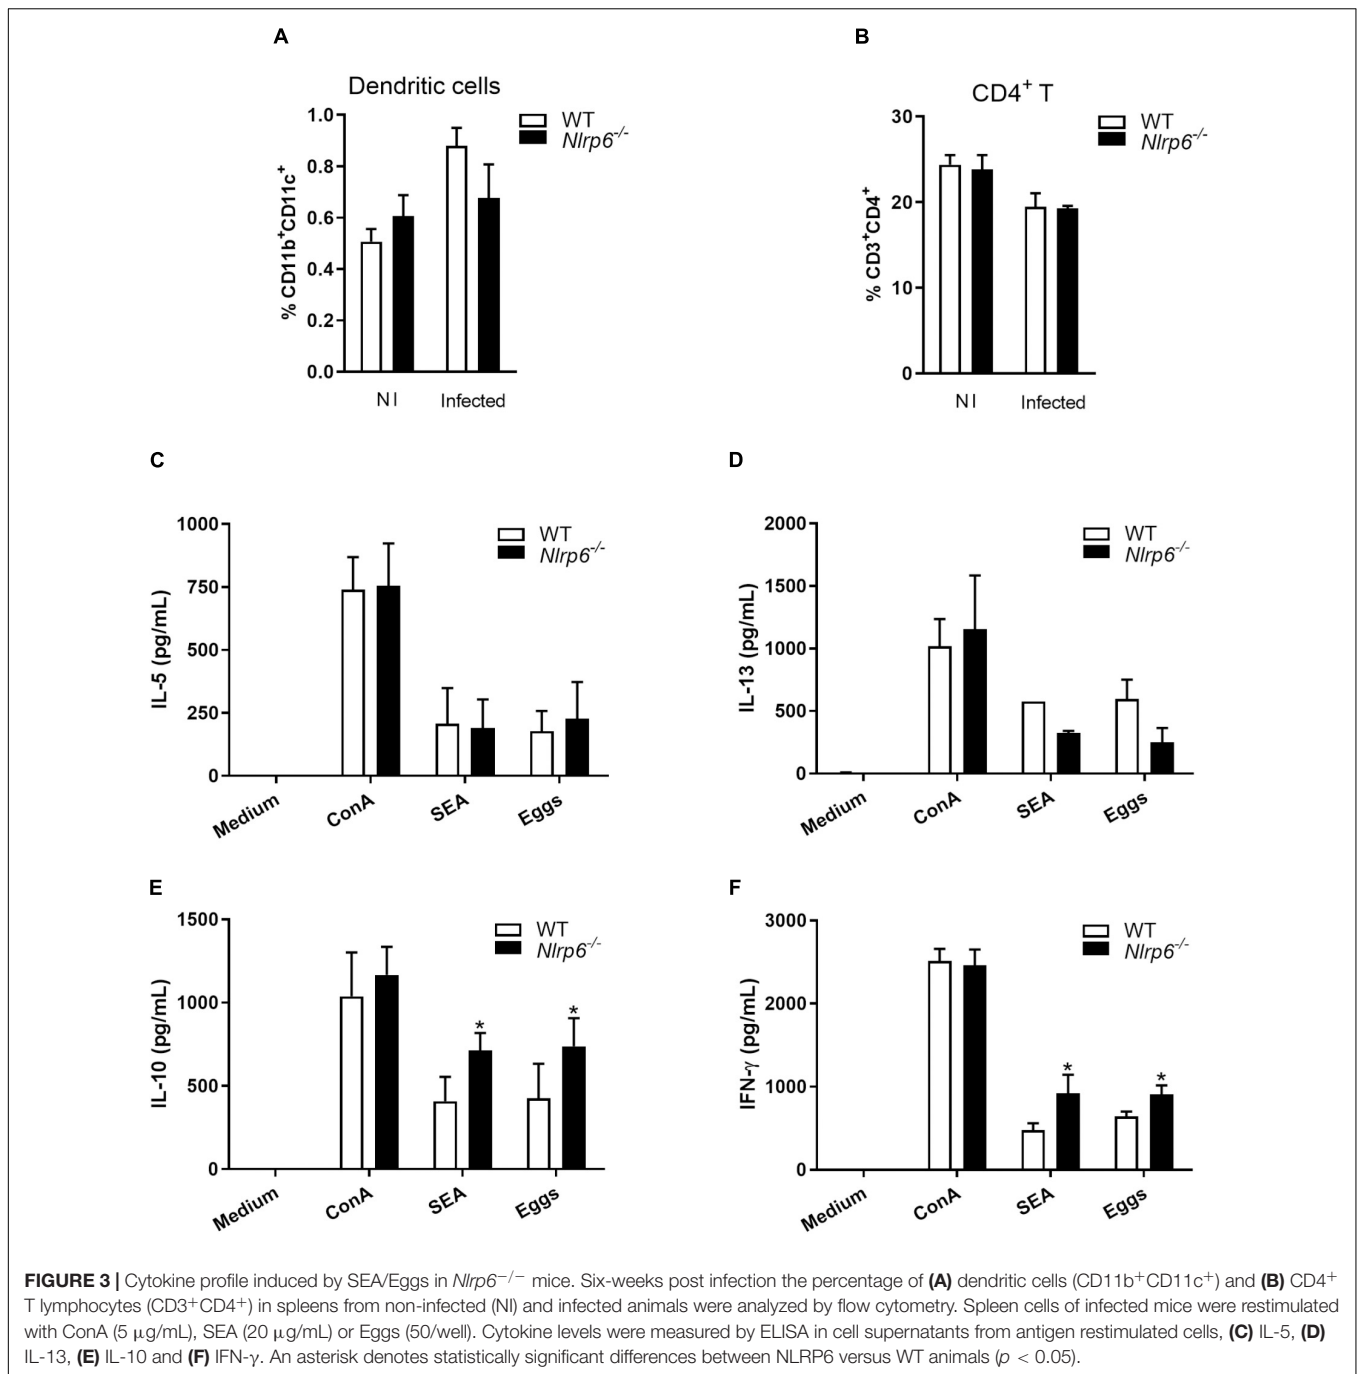 A
Dendritic cells
WT
Nlrp6-/-
1.0
0.8
0.6
0.4
0.2
0.0
% CD11b+CD11c+
NI
Infected
B
CD4+ T
WT
Nlrp6-/-
30
20
10
0
% CD3+CD4+
NI
Infected
C
WT
Nlrp6-/-
1000
750
500
250
0
IL-5 (pg/mL)
Medium
ConA
SEA
Eggs
D
WT
Nlrp6-/-
2000
1500
1000
500
0
IL-13 (pg/mL)
Medium
ConA
SEA
Eggs
E
WT
Nlrp6-/-
1500
1000
500
0
IL-10 (pg/mL)
*
*
Medium
ConA
SEA
Eggs
F
WT
Nlrp6-/-
3000
2000
1000
0
IFN-γ (pg/mL)
*
*
Medium
ConA
SEA
Eggs
FIGURE 3 | Cytokine profile induced by SEA/Eggs in Nlrp6−/− mice. Six-weeks post infection the percentage of (A) dendritic cells (CD11b+CD11c+) and (B) CD4+
T lymphocytes (CD3+CD4+) in spleens from non-infected (NI) and infected animals were analyzed by flow cytometry. Spleen cells of infected mice were restimulated
with ConA (5 μg/mL), SEA (20 μg/mL) or Eggs (50/well). Cytokine levels were measured by ELISA in cell supernatants from antigen restimulated cells, (C) IL-5, (D)
IL-13, (E) IL-10 and (F) IFN-γ. An asterisk denotes statistically significant differences between NLRP6 versus WT animals (p < 0.05).